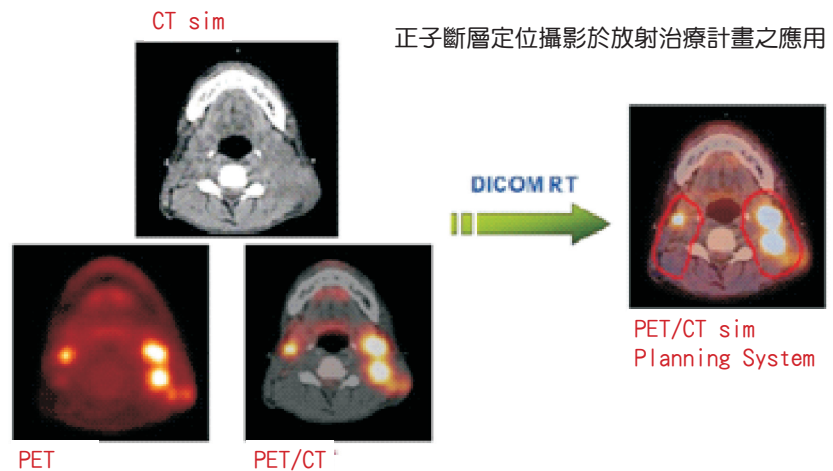 CT sim
正子斷層定位攝影於放射治療計畫之應用
DICOM RT
PET/CT sim
Planning System
PET
PET/CT